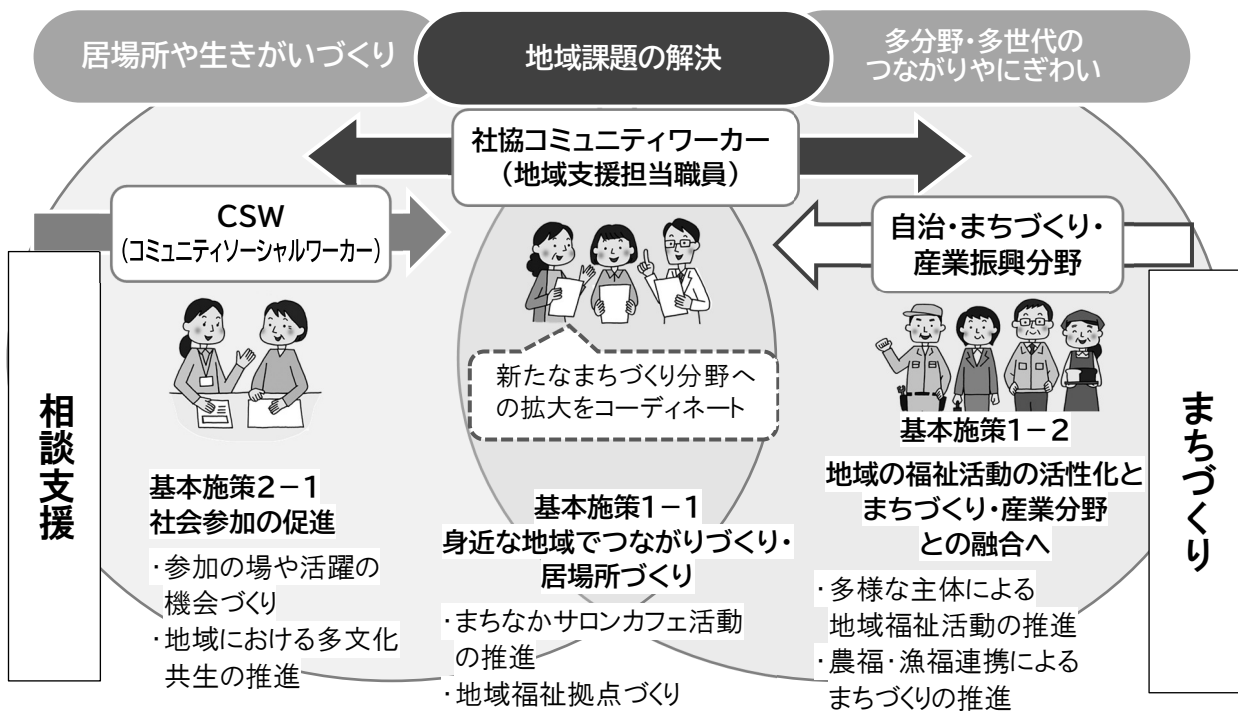 居場所や生きがいづくり
地域課題の解決
多分野・多世代の
つながりやにぎわい
社協コミュニティワーカー
（地域支援担当職員）
CSW
（コミュニティソーシャルワーカー）
自治・まちづくり・
産業振興分野
新たなまちづくり分野へ
の拡大をコーディネート
相談支援
まちづくり
基本施策2－1
社会参加の促進
・参加の場や活躍の
機会づくり
・地域における多文化
共生の推進
基本施策1－1
身近な地域でつながりづくり・
居場所づくり
・まちなかサロンカフェ活動
の推進
・地域福祉拠点づくり
基本施策1－2
地域の福祉活動の活性化と
まちづくり・産業分野
との融合へ
・多様な主体による
地域福祉活動の推進
・農福・漁福連携による
まちづくりの推進